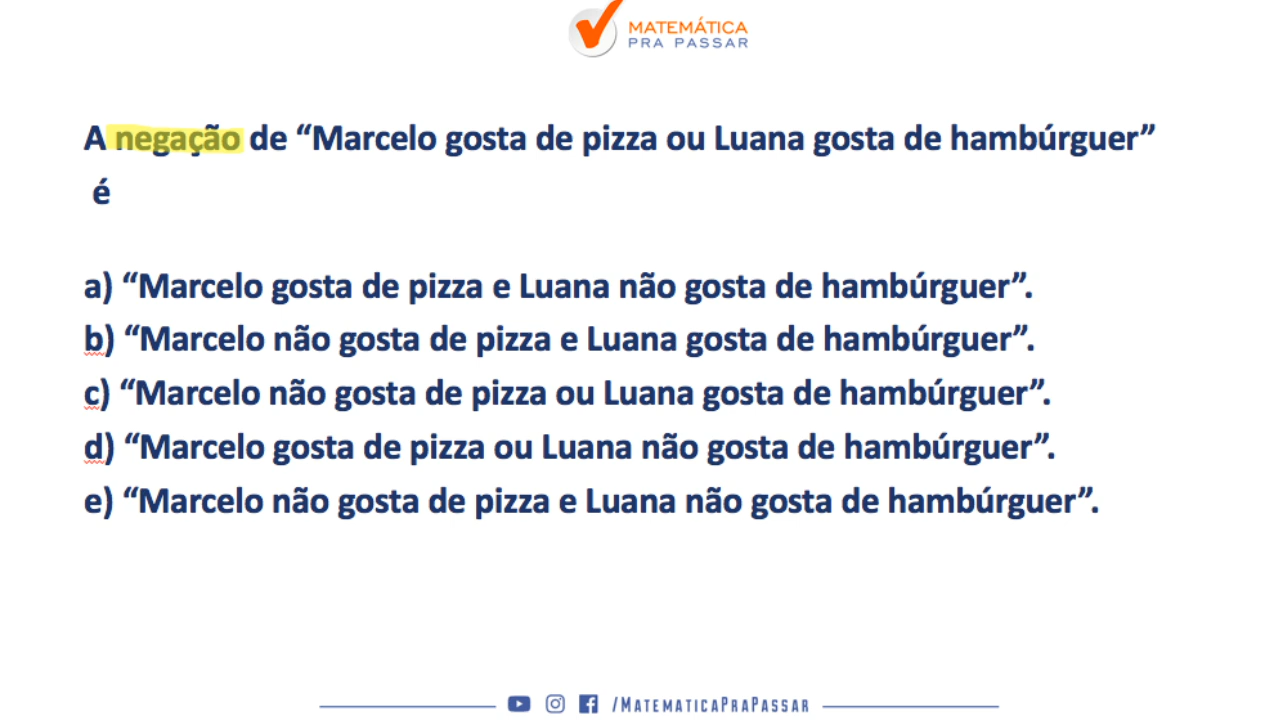 MATEMÁTICA
PRA PASSAR
A negação de “Marcelo gosta de pizza ou Luana gosta de hambúrguer”
é
a) “Marcelo gosta de pizza e Luana não gosta de hambúrguer”.
b) “Marcelo não gosta de pizza e Luana gosta de hambúrguer”.
c) “Marcelo não gosta de pizza ou Luana gosta de hambúrguer”.
d) “Marcelo gosta de pizza ou Luana não gosta de hambúrguer”.
e) “Marcelo não gosta de pizza e Luana não gosta de hambúrguer”.
/MATEMATICAPRAPASSAR